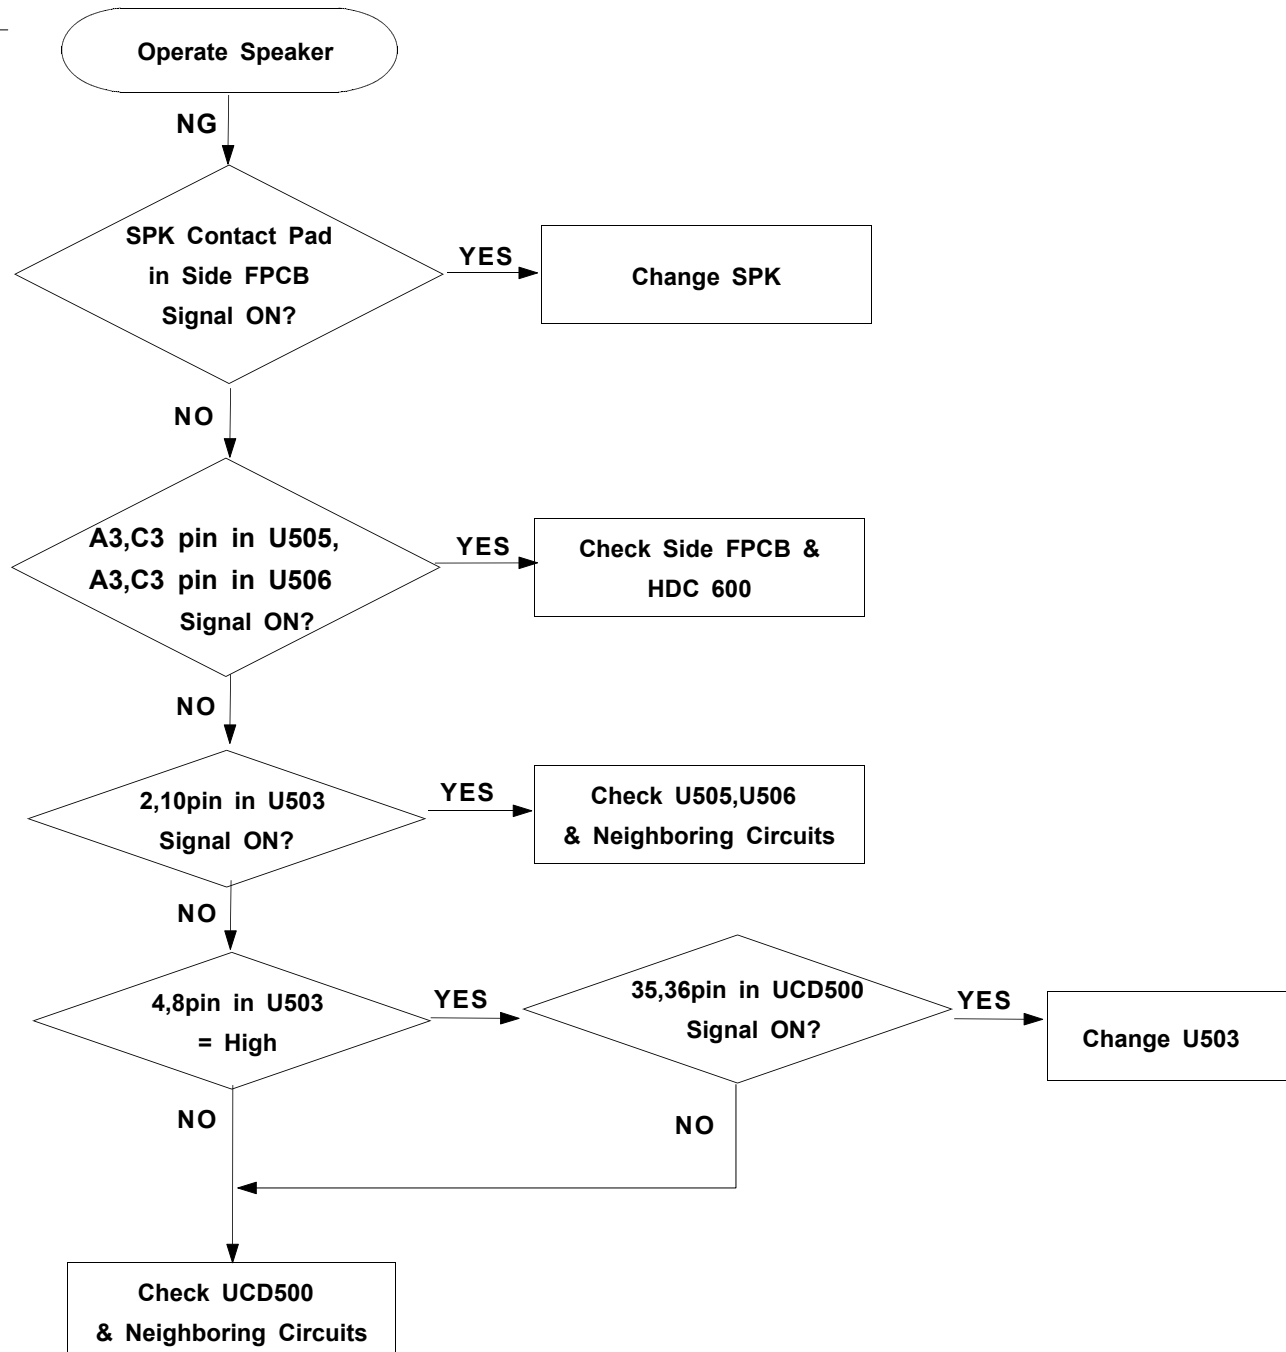 Operate Speaker
NG
SPK Contact Pad
in Side FPCB
Signal ON?
YES
Change SPK
NO
A3,C3 pin in U505,
A3,C3 pin in U506
Signal ON?
YES
Check Side FPCB &
HDC 600
NO
2,10pin in U503
Signal ON?
YES
Check U505,U506
& Neighboring Circuits
NO
4,8pin in U503
= High
YES
35,36pin in UCD500
Signal ON?
YES
Change U503
NO
NO
Check UCD500
& Neighboring Circuits